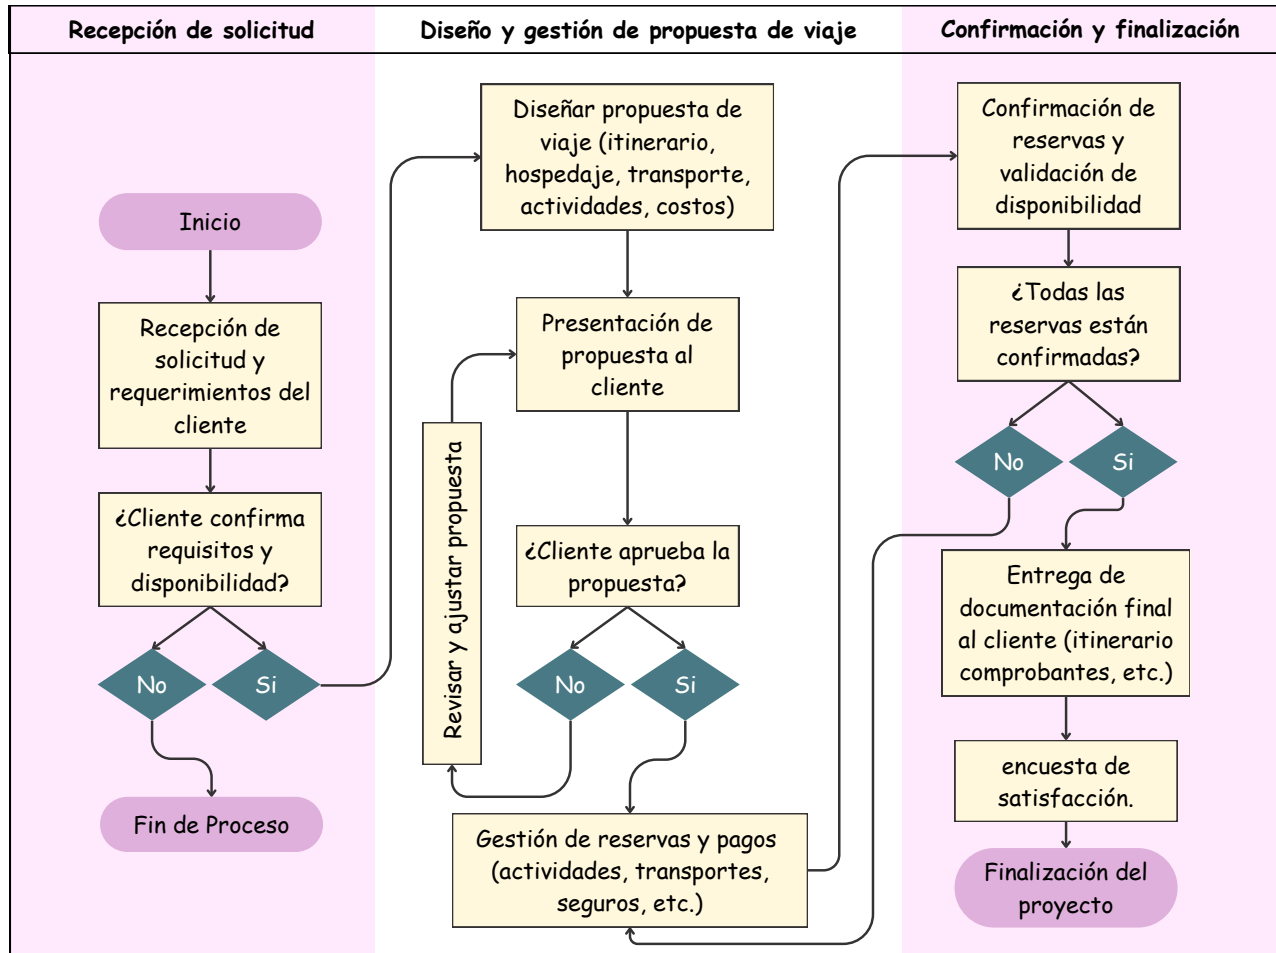 Recepción de solicitud
Diseño y gestión de propuesta de viaje
Confirmación y finalización
Inicio
Recepción de
solicitud y
requerimientos del
cliente
¿Cliente confirma
requisitos y
disponibilidad?
No
Si
Fin de Proceso
Diseñar propuesta de
viaje (itinerario,
hospedaje, transporte,
actividades, costos)
Presentación de
propuesta al
cliente
Revisar y ajustar propuesta
¿Cliente aprueba la
propuesta?
No
Si
Gestión de reservas y pagos
(actividades, transportes,
seguros, etc.)
Confirmación de
reservas y
validación de
disponibilidad
¿Todas las
reservas están
confirmadas?
No
Si
Entrega de
documentación final
al cliente (itinerario
comprobantes, etc.)
encuesta de
satisfacción.
Finalización del
proyecto